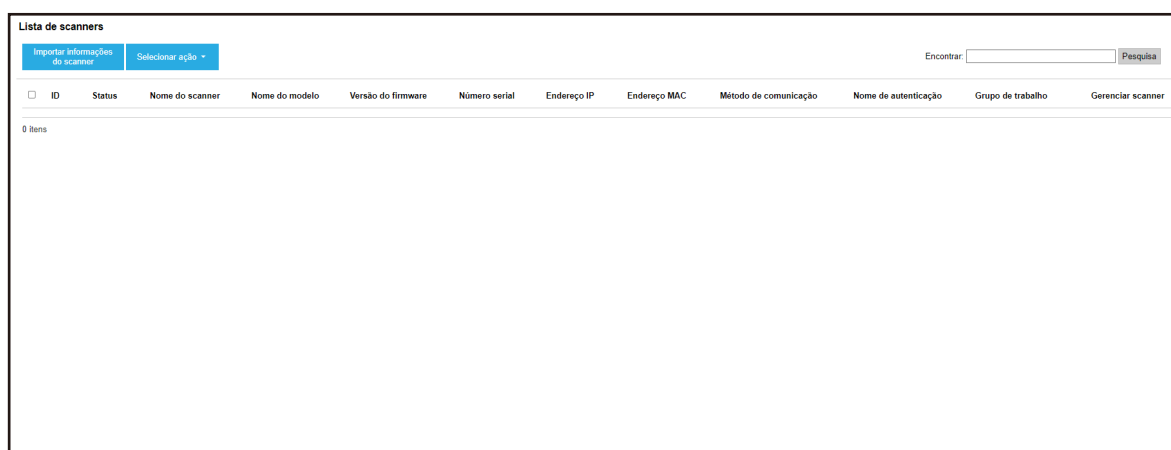 Lista de scanners
Importar informações
do scanner
Selecionar ação
Encontrar:
Pesquisa
ID Status Nome do scanner Nome do modelo Versão do firmware Número serial Endereço IP Endereço MAC Método de comunicação Nome de autenticação Grupo de trabalho Gerenciar scanner
0 itens